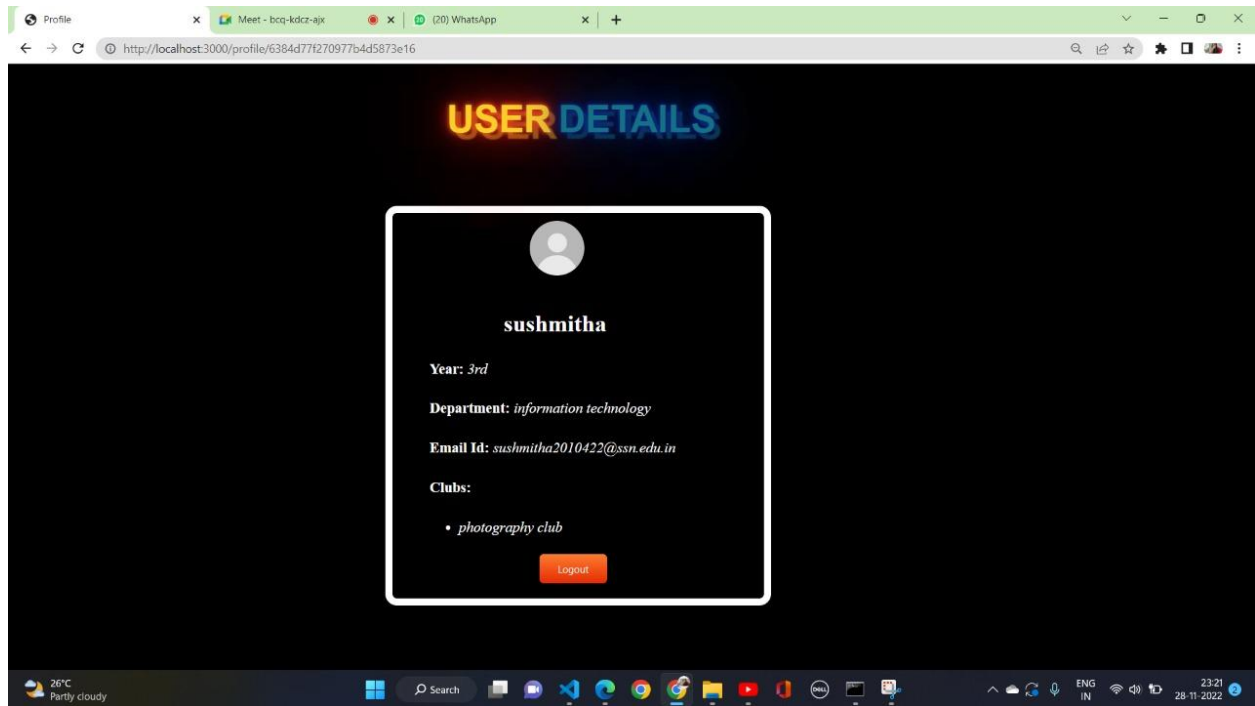 Profile
Meet - bcq-kdcz-ajx
(20) WhatsApp
http://localhost:3000/profile/6384d77f270977b4d5873e16
USER DETAILS
sushmitha
Year: 3rd
Department: information technology
Email Id: sushmitha2010422@ssn.edu.in
Clubs:
• photography club
Logout
26°C
Partly cloudy
Search
DELL
ENG
IN
23:21
28-11-2022
2